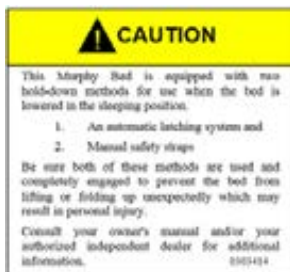 CAUTION
This Murphy Bed is equipped with two
hold-down methods for use when the bed is
lowered in the sleeping position.
1. An automatic latching system and
2. Manual safety straps
Be sure both of these methods are used and
completely engaged to prevent the bed from
lifting or folding up unexpectedly which may
result in personal injury.
Consult your owner's manual and/or your
authorized independent dealer for additional
information.